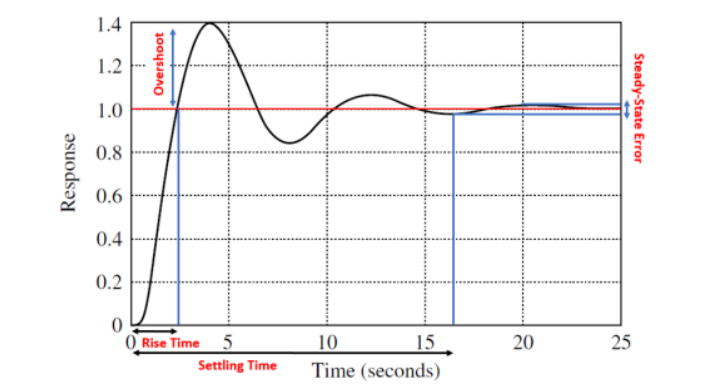 1.4
1.2
1.0
0.8
0.6
0.4
0.2
0
Response
Overshoot
Steady-State Error
0 5 10 15 20 25
Rise Time
Settling Time
Time (seconds)